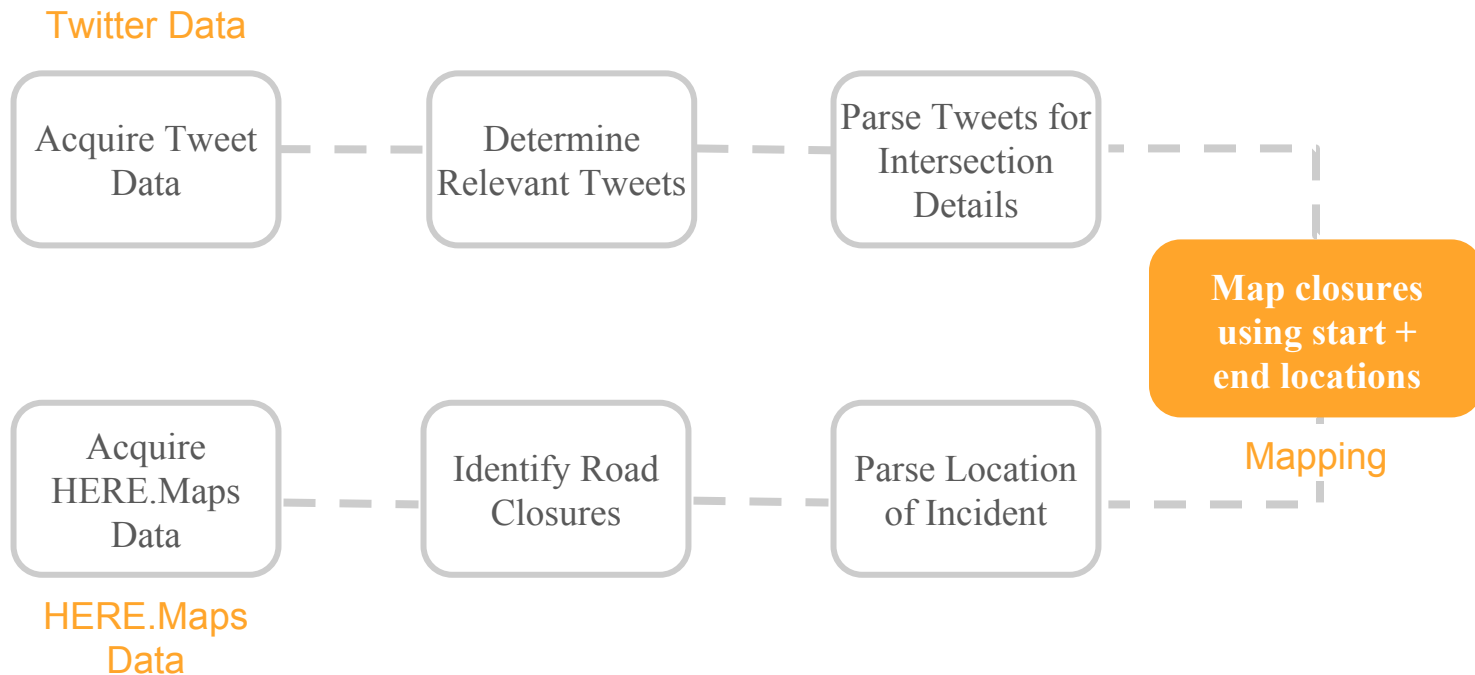 Twitter Data
Acquire Tweet
Data
Determine
Relevant Tweets
Parse Tweets for
Intersection
Details
Map closures
using start +
end locations
Mapping
Acquire
HERE.Maps
Data
Identify Road
Closures
Parse Location
of Incident
HERE.Maps
Data